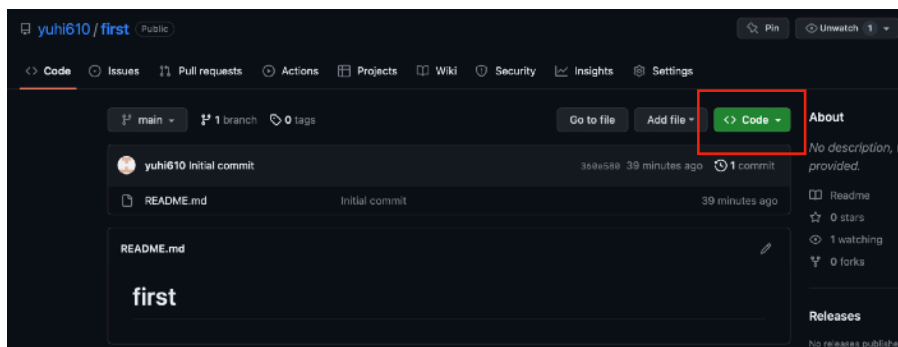 yuhi610 / first Public Pin Unwatch 1
Code Issues Pull requests Actions Projects Wiki Security Insights Settings
main 1 branch 0 tags Go to file Add file Code
yuhi610 Initial commit 39 minutes ago 1 commit
README.md Initial commit 39 minutes ago
README.md
first
About
No description,
provided.
Readme
0 stars
1 watching
0 forks
Releases
No releases publishe